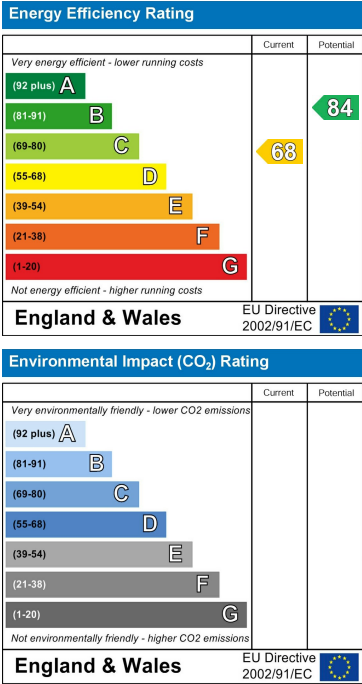 Energy Efficiency Rating
Current Potential
Very energy efficient - lower running costs
(92 plus) A
(81-91) B
84
(69-80) C
68
(55-68) D
(39-54) E
(21-38) F
(1-20) G
Not energy efficient - higher running costs
England & Wales
EU Directive
2002/91/EC
Environmental Impact (CO₂) Rating
Current Potential
Very environmentally friendly - lower CO2 emissions
(92 plus) A
(81-91) B
(69-80) C
(55-68) D
(39-54) E
(21-38) F
(1-20) G
Not environmentally friendly - higher CO2 emissions
England & Wales
EU Directive
2002/91/EC